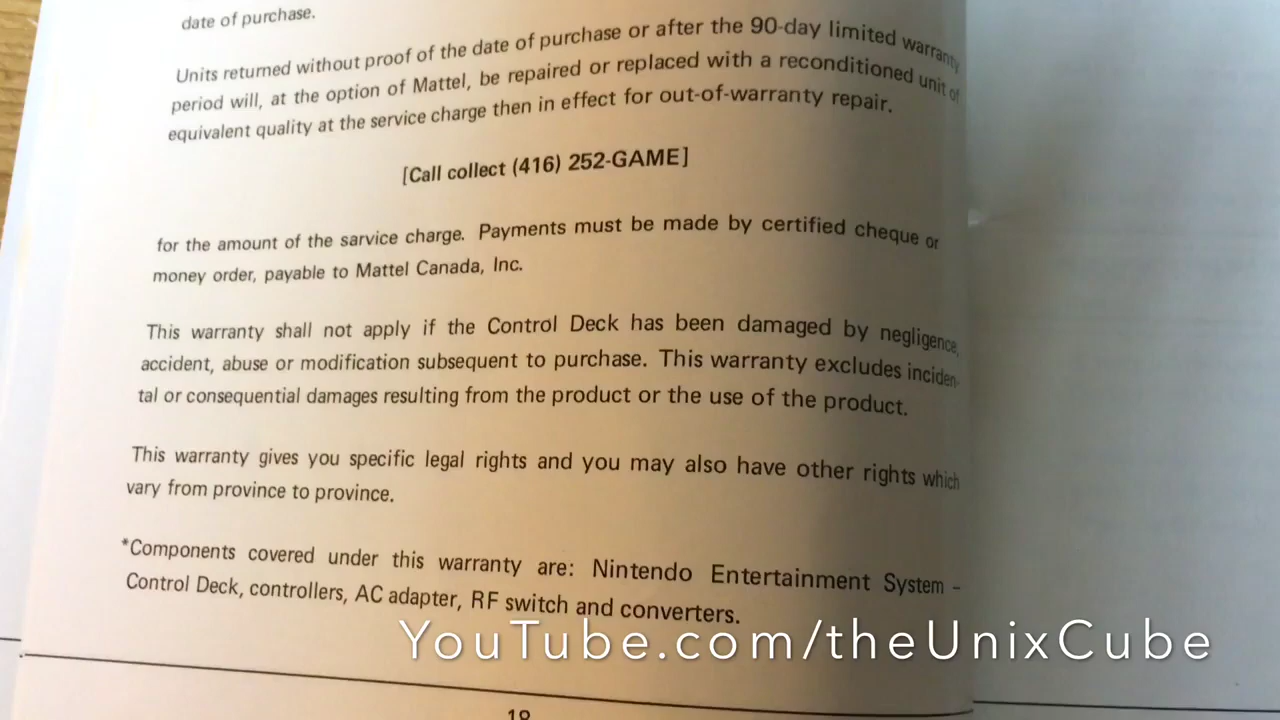 date of purchase.
Units returned without proof of the date of purchase or after the 90-day limited warranty
period will, at the option of Mattel, be repaired or replaced with a reconditioned unit of
equivalent quality at the service charge then in effect for out-of-warranty repair.
[Call collect (416) 252-GAME]
for the amount of the sarvice charge. Payments must be made by certified cheque or
money order, payable to Mattel Canada, Inc.
This warranty shall not apply if the Control Deck has been damaged by negligence,
accident, abuse or modification subsequent to purchase. This warranty excludes inciden-
tal or consequential damages resulting from the product or the use of the product.
This warranty gives you specific legal rights and you may also have other rights which
vary from province to province.
*Components covered under this warranty are: Nintendo Entertainment System –
Control Deck, controllers, AC adapter, RF switch and converters.
YouTube.com/theUnixCube